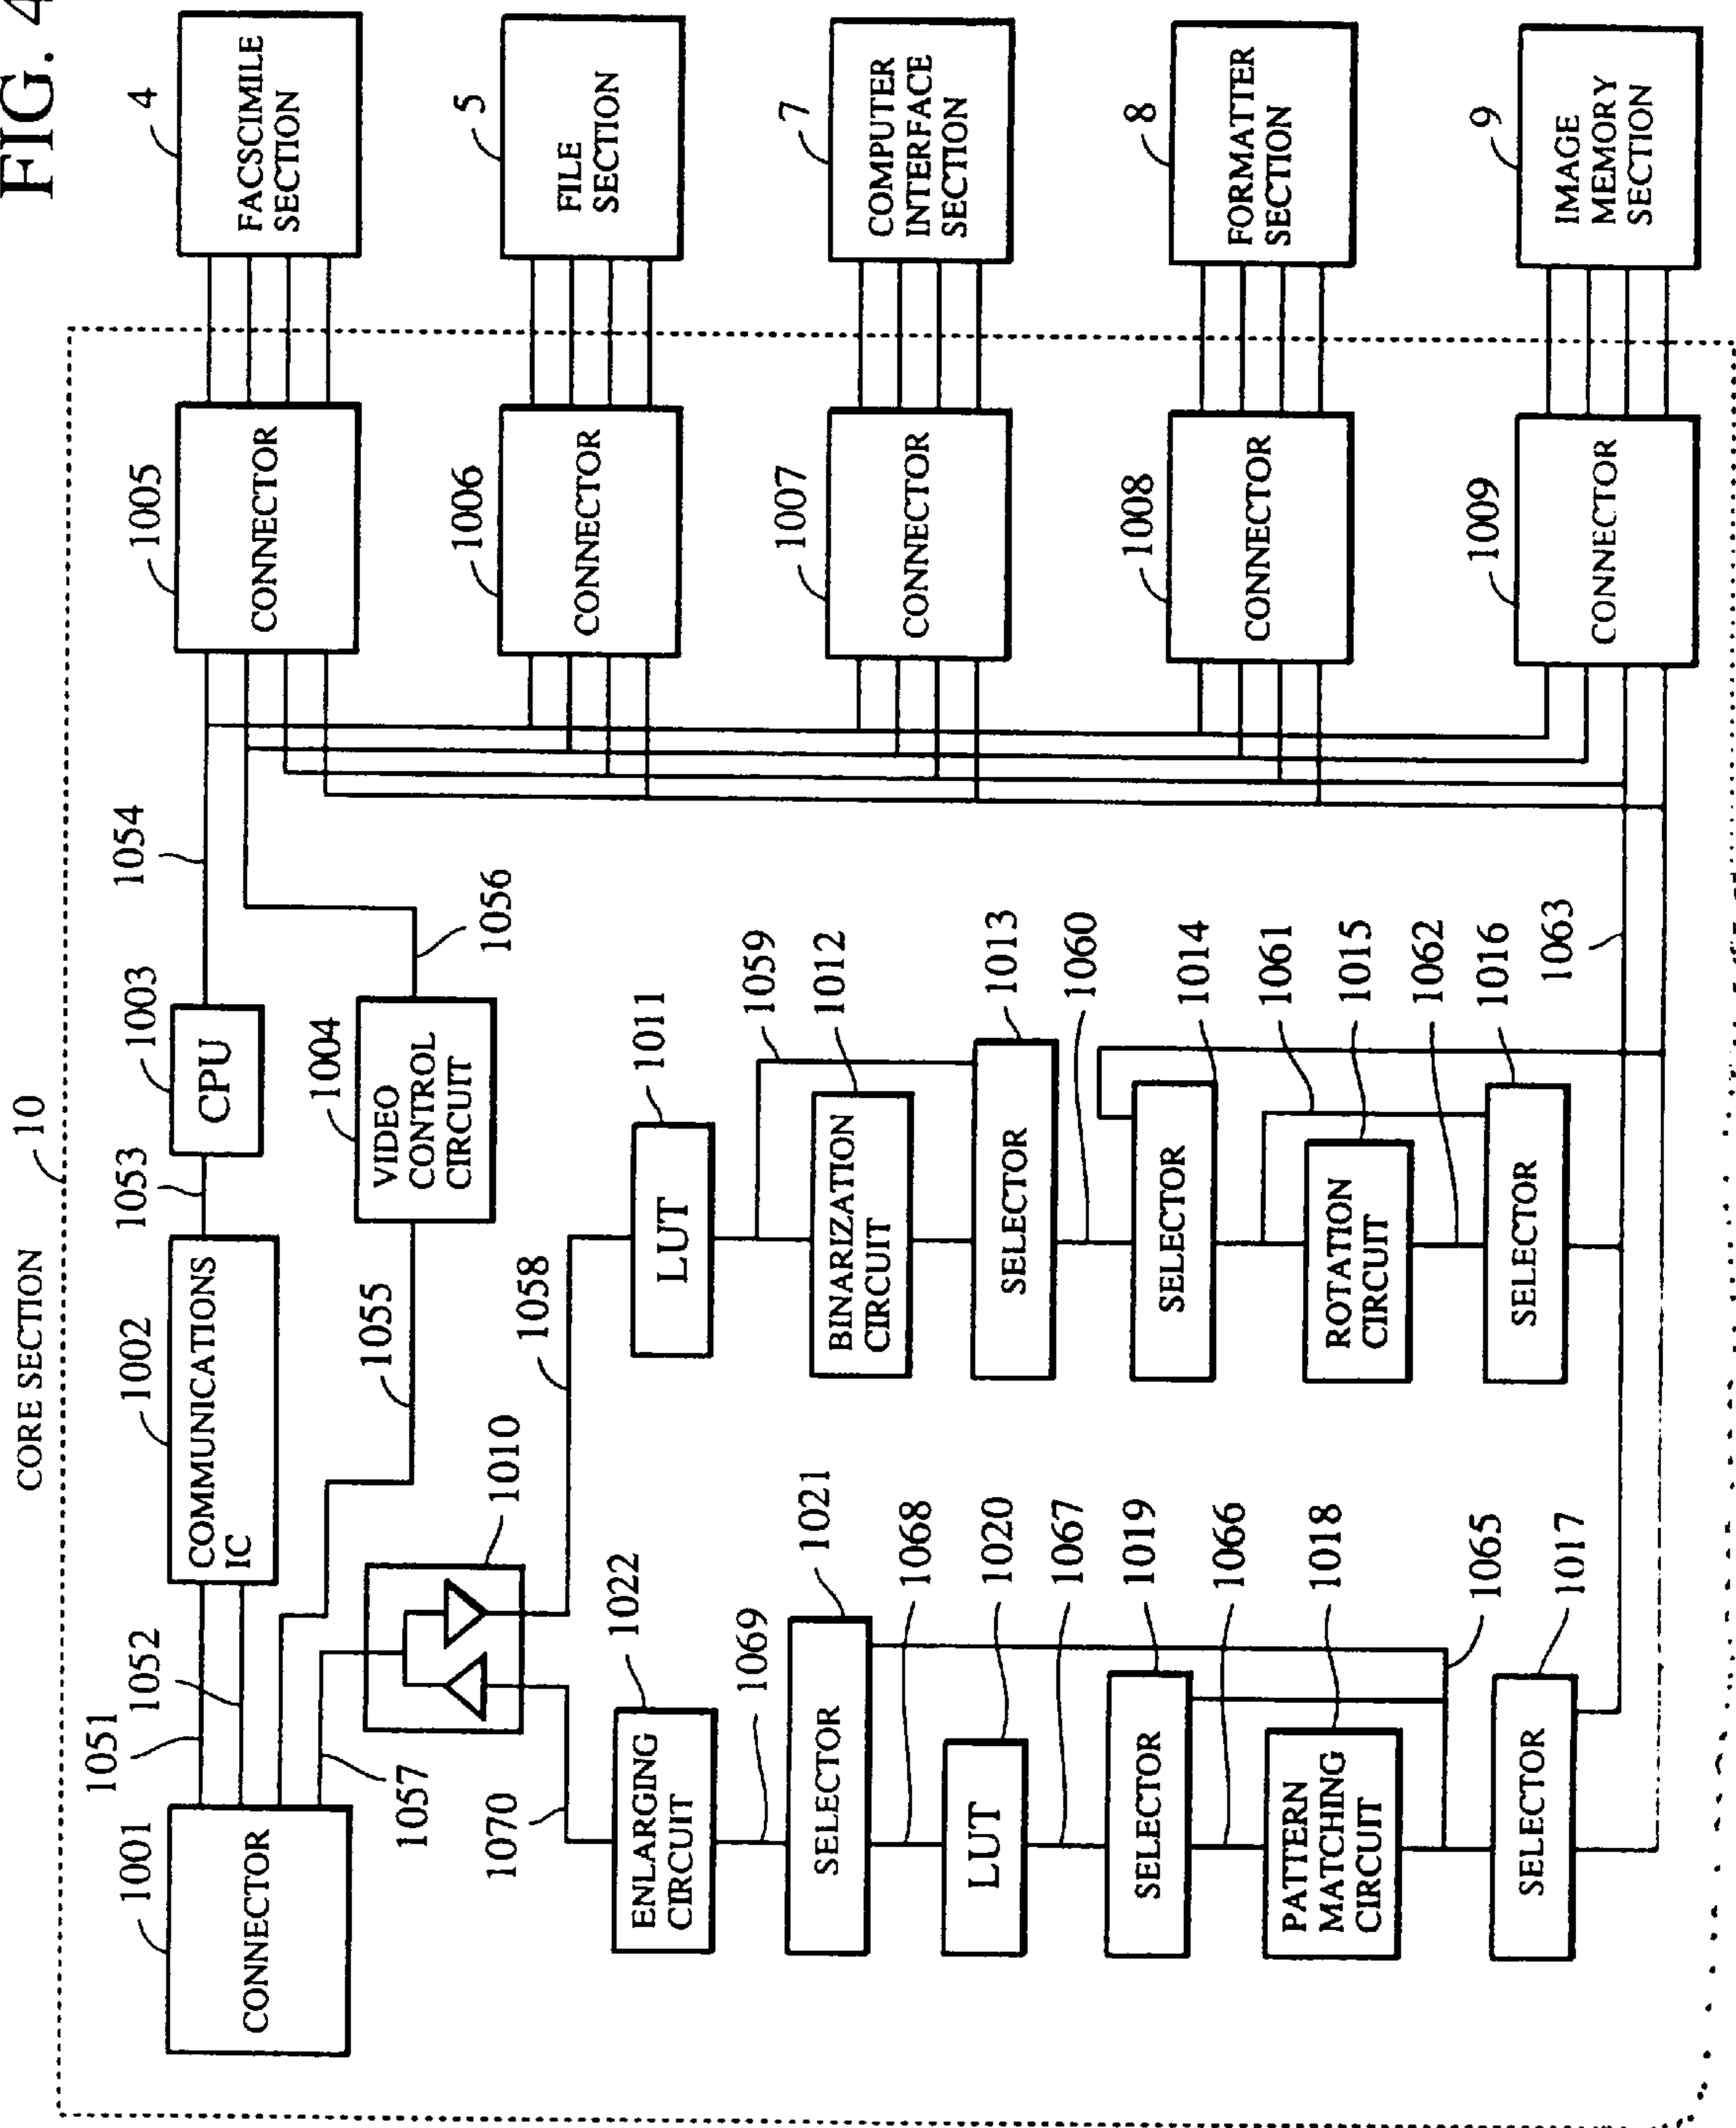 FIG. 4
CORE SECTION
10
1001
CONNECTOR
1051
1052
1002
COMMUNICATIONS
IC
1053
1003
CPU
1054
1005
CONNECTOR
4
FACSCIMILE
SECTION
1057
1055
1004
VIDEO
CONTROL
CIRCUIT
1056
1006
CONNECTOR
5
FILE
SECTION
1010
1070
1058
1022
ENLARGING
CIRCUIT
1011
LUT
1069
1059
1021
SELECTOR
1012
BINARIZATION
CIRCUIT
1007
CONNECTOR
7
COMPUTER
INTERFACE
SECTION
1068
1020
LUT
1013
SELECTOR
1067
1060
1019
SELECTOR
1014
SELECTOR
1008
CONNECTOR
8
FORMATTER
SECTION
1066
1061
1018
PATTERN
MATCHING
CIRCUIT
1015
ROTATION
CIRCUIT
1065
1062
1017
SELECTOR
1016
SELECTOR
1063
1009
CONNECTOR
9
IMAGE
MEMORY
SECTION